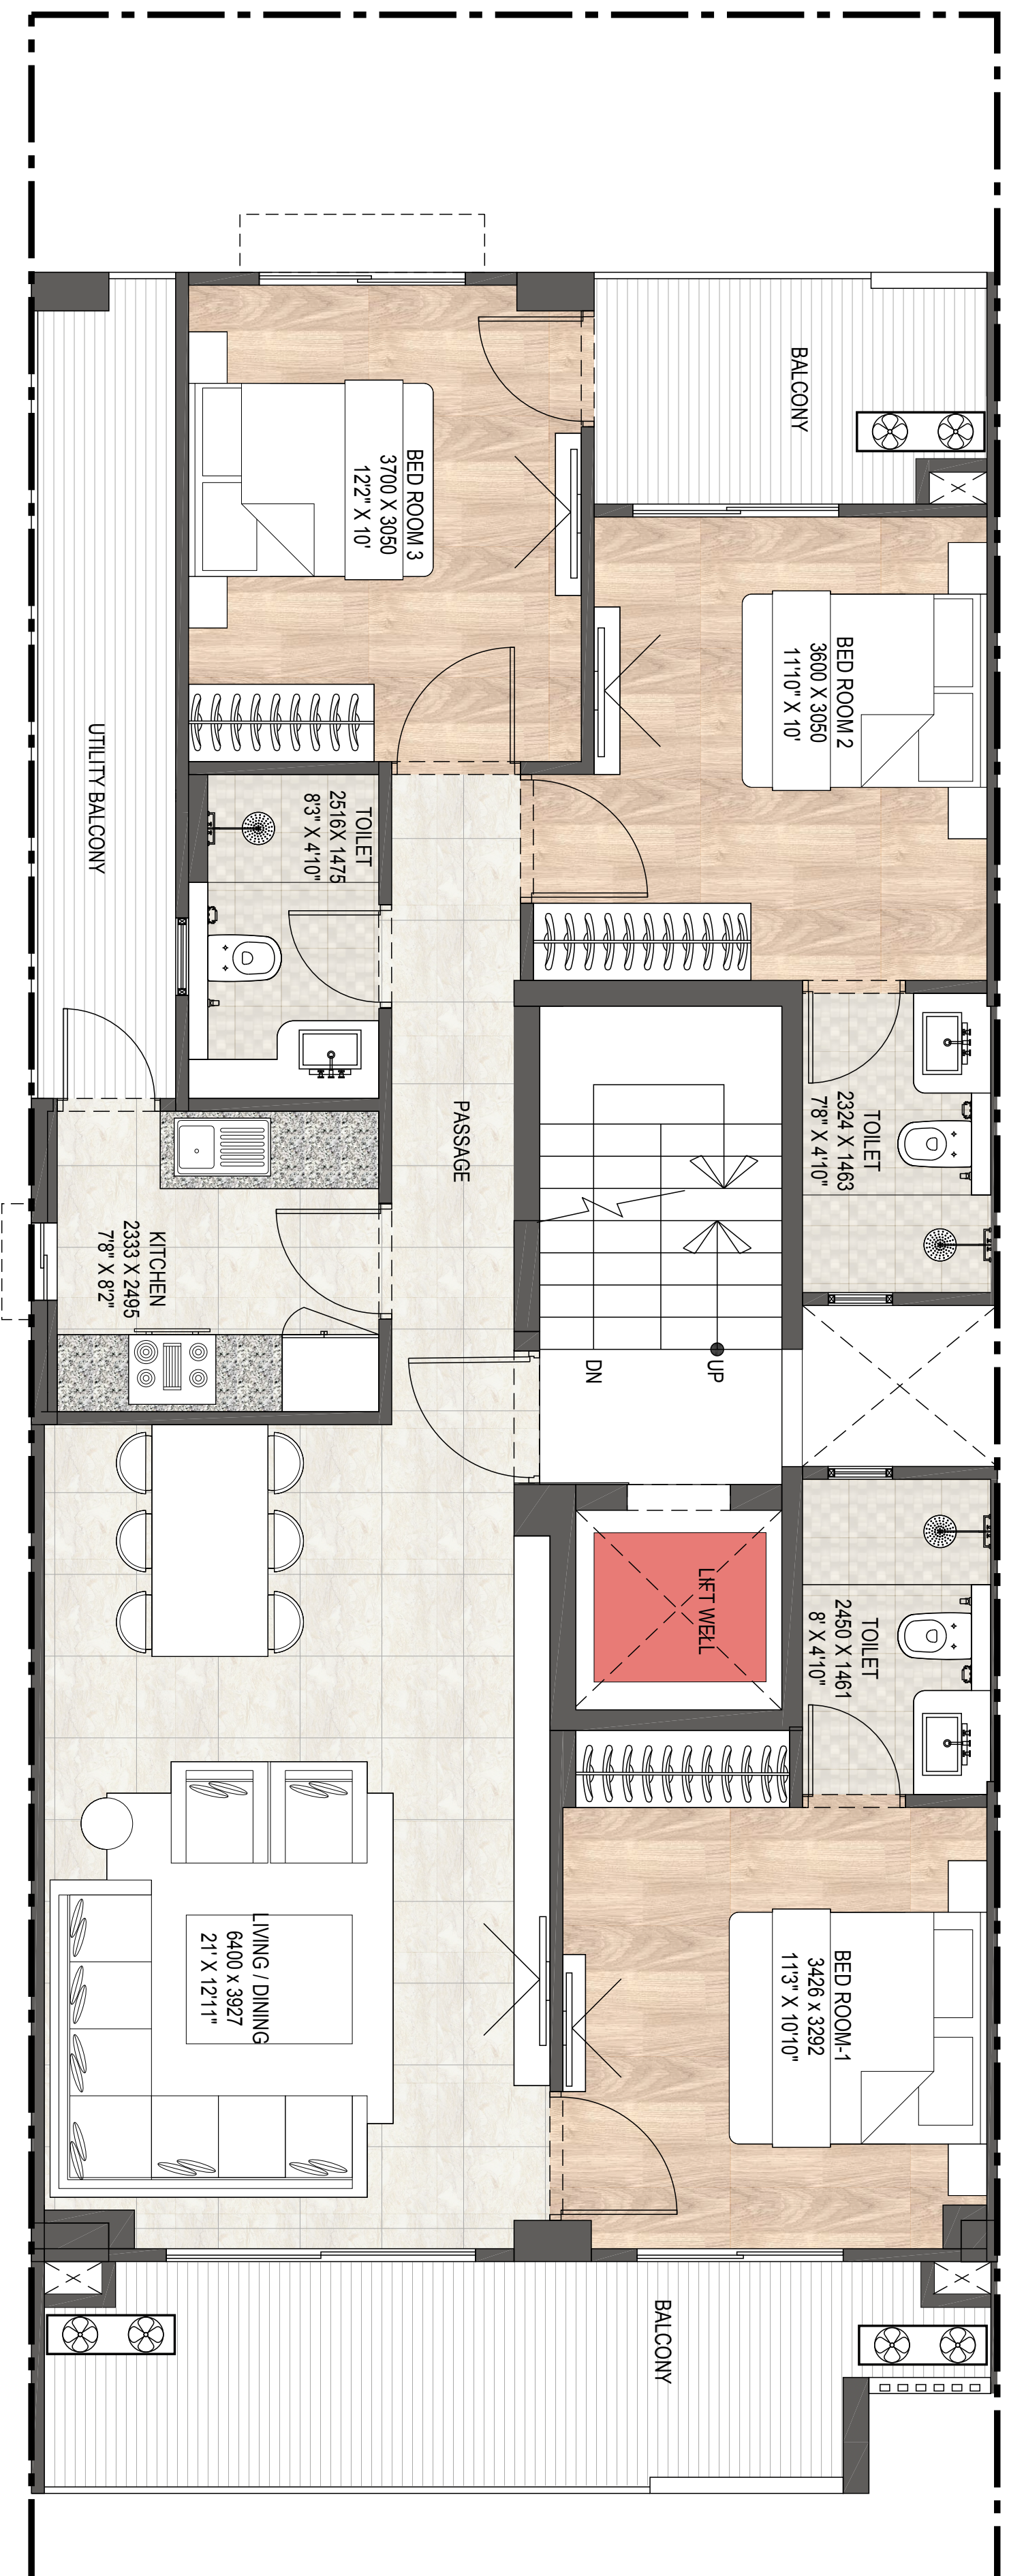 BALCONY
BED ROOM 3
3700 X 3050
12'2" X 10'
BED ROOM 2
3600 X 3050
11'10" X 10'
UTILITY BALCONY
TOILET
2516X 1475
8'3" X 4'10"
PASSAGE
TOILET
2324 X 1463
7'8" X 4'10"
KITCHEN
2333 X 2495
7'8" X 8'2"
UP
DN
LIFT WELL
TOILET
2450 X 1461
8' X 4'10"
LIVING / DINING
6400 x 3927
21' X 12'11"
BED ROOM-1
3426 x 3292
11'3" X 10'10"
BALCONY